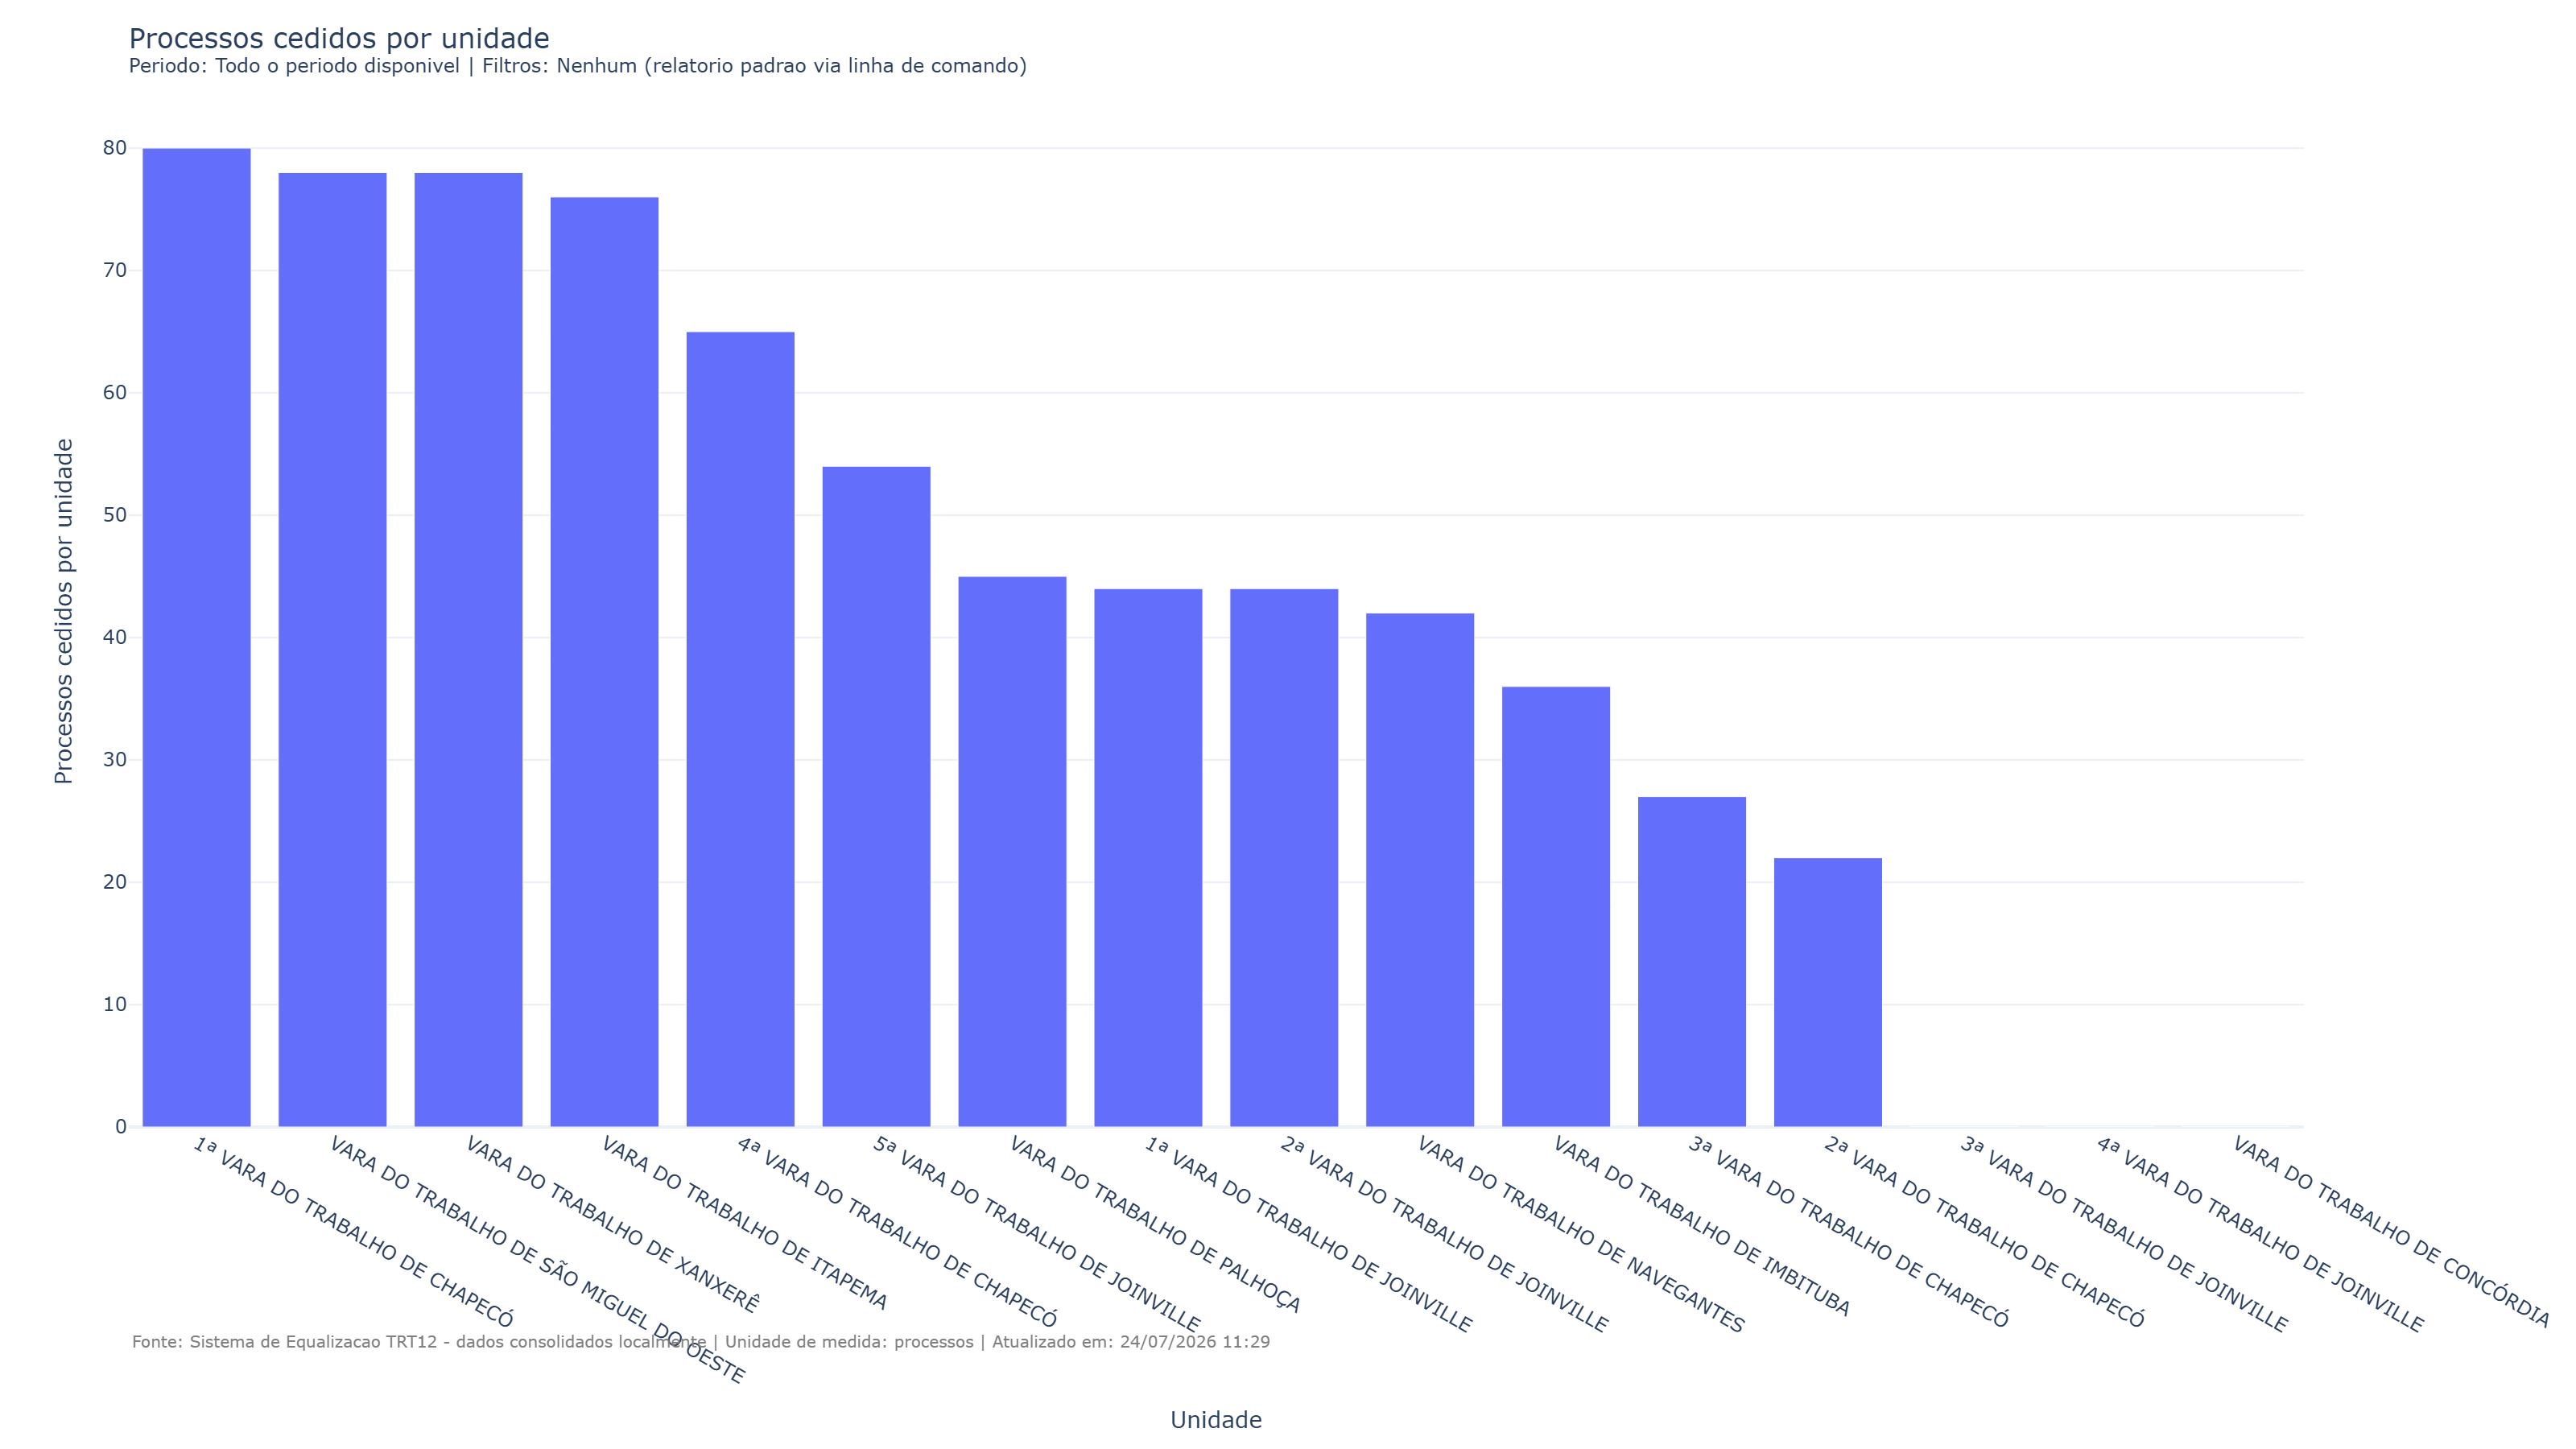 Processos cedidos por unidade
Periodo: Todo o periodo disponivel | Filtros: Nenhum (relatorio padrao via linha de comando)
Processos cedidos por unidade
80
70
60
50
40
30
20
10
0
1ª VARA DO TRABALHO DE CHAPECÓ
VARA DO TRABALHO DE SÃO MIGUEL DO OESTE
VARA DO TRABALHO DE XANXERÊ
VARA DO TRABALHO DE ITAPEMA
4ª VARA DO TRABALHO DE CHAPECÓ
5ª VARA DO TRABALHO DE JOINVILLE
VARA DO TRABALHO DE PALHOÇA
1ª VARA DO TRABALHO DE JOINVILLE
2ª VARA DO TRABALHO DE JOINVILLE
VARA DO TRABALHO DE NAVEGANTES
VARA DO TRABALHO DE IMBITUBA
3ª VARA DO TRABALHO DE CHAPECÓ
2ª VARA DO TRABALHO DE CHAPECÓ
3ª VARA DO TRABALHO DE JOINVILLE
4ª VARA DO TRABALHO DE JOINVILLE
VARA DO TRABALHO DE CONCÓRDIA
Fonte: Sistema de Equalizacao TRT12 - dados consolidados localmente | Unidade de medida: processos | Atualizado em: 24/07/2026 11:29
Unidade